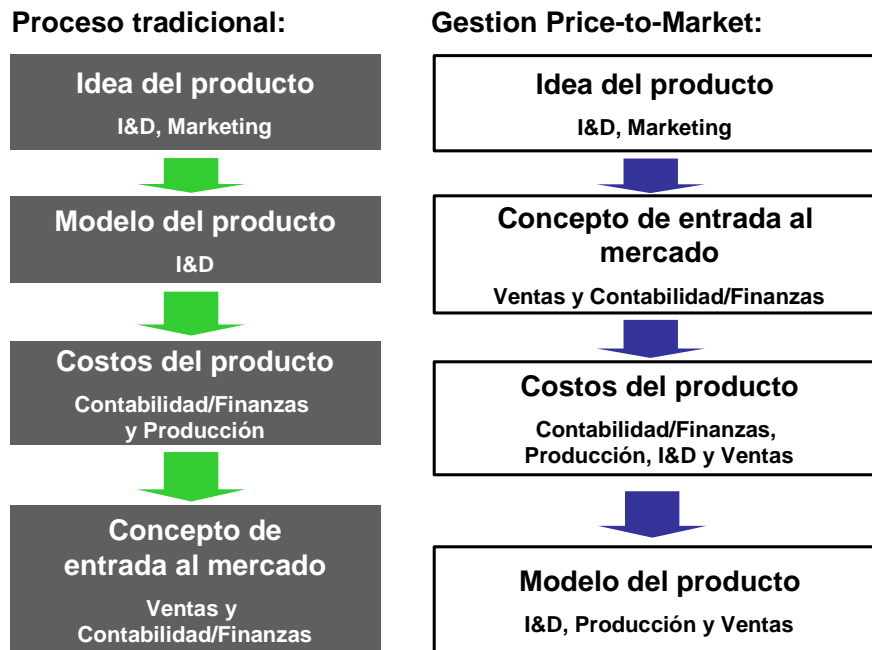 Proceso tradicional:
Idea del producto
I&D, Marketing
Modelo del producto
I&D
Costos del producto
Contabilidad/Finanzas
y Producción
Concepto de
entrada al mercado
Ventas y
Contabilidad/Finanzas
Gestion Price-to-Market:
Idea del producto
I&D, Marketing
Concepto de entrada al
mercado
Ventas y Contabilidad/Finanzas
Costos del producto
Contabilidad/Finanzas,
Producción, I&D y Ventas
Modelo del producto
I&D, Producción y Ventas